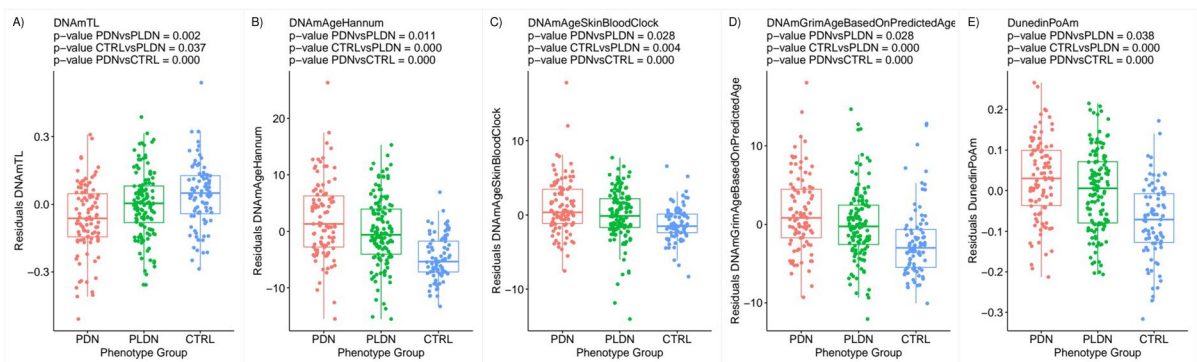 A)
DNAmTL
p-value PDNvsPLDN = 0.002
p-value CTRLvsPLDN = 0.037
p-value PDNvsCTRL = 0.000
Residuals DNAmTL
0.3
0.0
−0.3
PDN PLDN CTRL
Phenotype Group
B)
DNAmAgeHannum
p-value PDNvsPLDN = 0.011
p-value CTRLvsPLDN = 0.000
p-value PDNvsCTRL = 0.000
Residuals DNAmAgeHannum
20
10
0
−10
PDN PLDN CTRL
Phenotype Group
C)
DNAmAgeSkinBloodClock
p-value PDNvsPLDN = 0.028
p-value CTRLvsPLDN = 0.004
p-value PDNvsCTRL = 0.000
Residuals DNAmAgeSkinBloodClock
10
0
−10
PDN PLDN CTRL
Phenotype Group
D)
DNAmGrimAgeBasedOnPredictedAge
p-value PDNvsPLDN = 0.028
p-value CTRLvsPLDN = 0.000
p-value PDNvsCTRL = 0.000
Residuals DNAmGrimAgeBasedOnPredictedAge
10
0
−10
PDN PLDN CTRL
Phenotype Group
E)
DunedinPoAm
p-value PDNvsPLDN = 0.038
p-value CTRLvsPLDN = 0.000
p-value PDNvsCTRL = 0.000
Residuals DunedinPoAm
0.2
0.1
0.0
−0.1
−0.2
−0.3
PDN PLDN CTRL
Phenotype Group